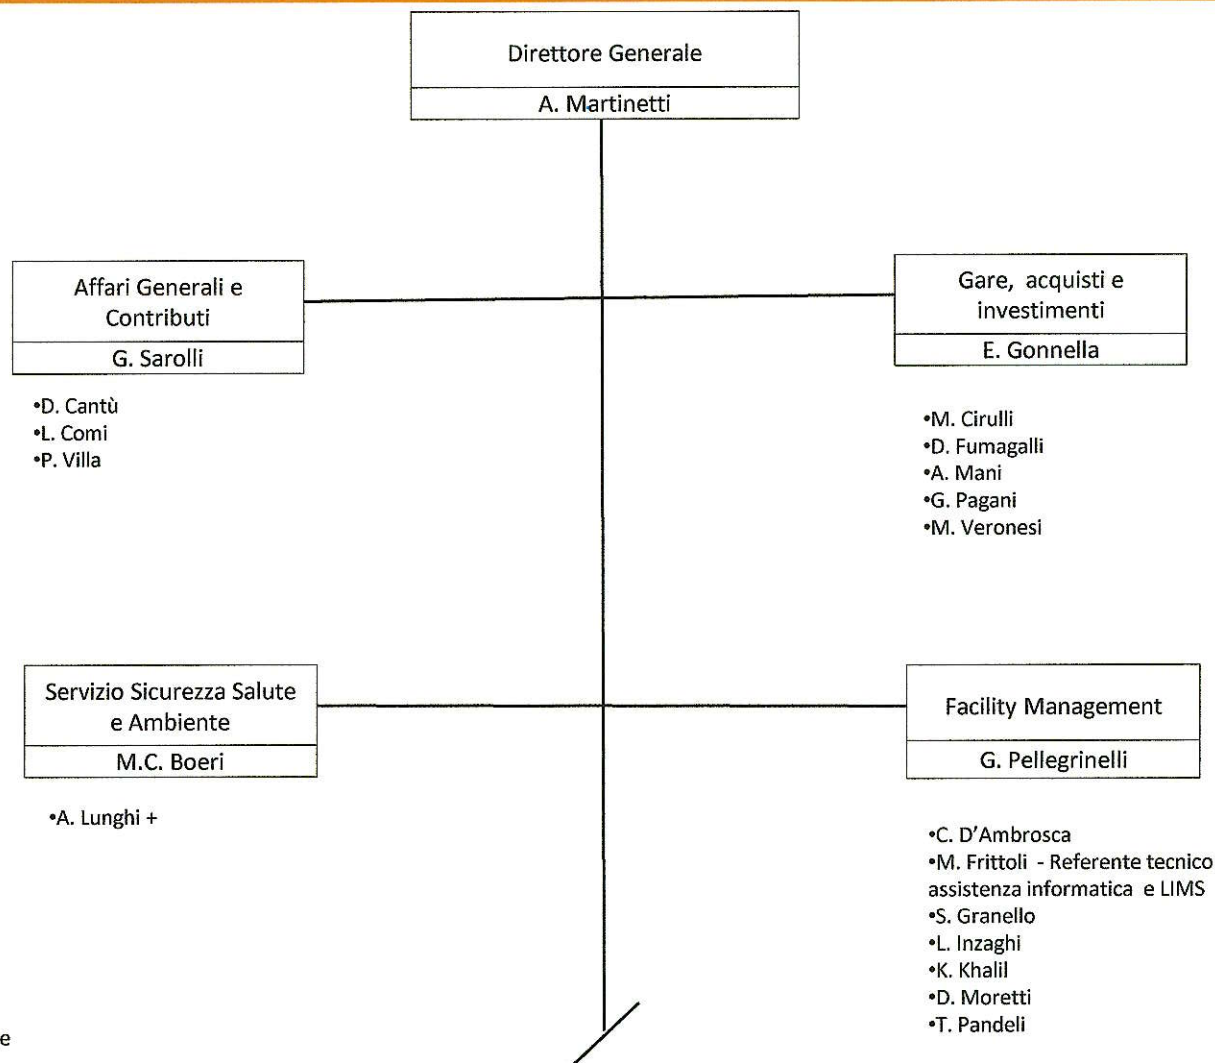 Direttore Generale
A. Martinetti
Affari Generali e
Contributi
G. Sarolli
•D. Cantù
•L. Comi
•P. Villa
Gare, acquisti e
investimenti
E. Gonnella
•M. Cirulli
•D. Fumagalli
•A. Mani
•G. Pagani
•M. Veronesi
Servizio Sicurezza Salute
e Ambiente
M.C. Boeri
•A. Lunghi +
Facility Management
G. Pellegrinelli
•C. D'Ambrosca
•M. Frittoli - Referente tecnico
assistenza informatica e LIMS
•S. Granello
•L. Inzaghi
•K. Khalil
•D. Moretti
•T. Pandeli
e